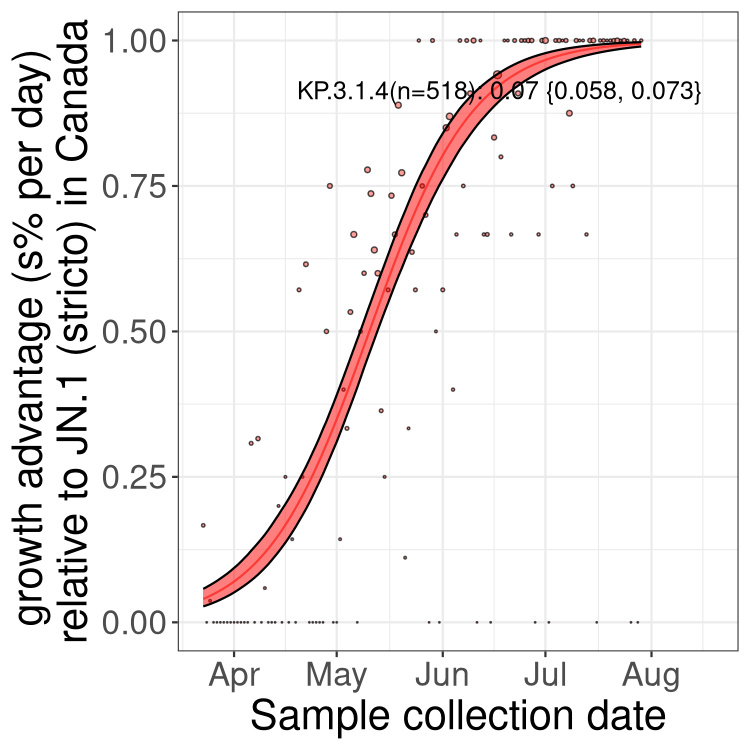 growth advantage (s% per day)
relative to JN.1 (stricto) in Canada
1.00
0.75
0.50
0.25
0.00
KP.3.1.4(n=518): 0.07 {0.058, 0.073}
Apr May Jun Jul Aug
Sample collection date